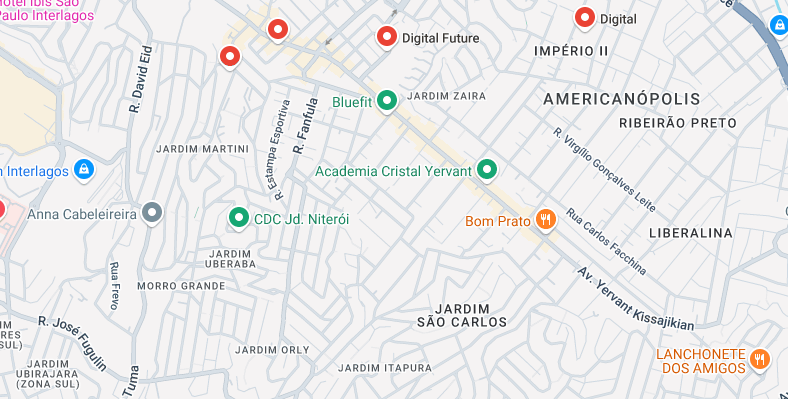 Hotel ibis São
Paulo Interlagos
Digital
Digital Future
IMPÉRIO II
R. David Eid
Bluefit
JARDIM ZAIRA
AMERICANÓPOLIS
RIBEIRÃO PRETO
R. Estampa Esportiva
R. Fanfula
JARDIM MARTINI
R. Virgílio Gonçalves Leite
Interlagos
Academia Cristal Yervant
Anna Cabeleireira
CDC Jd. Niterói
Bom Prato
Rua Carlos Facchina
LIBERALINA
JARDIM
UBERABA
Rua Frevo
MORRO GRANDE
Av. Yervant Kissajikian
JARDIM
SÃO CARLOS
R. José Fugulin
SUL)
JARDIM ORLY
JARDIM
UBIRAJARA
(ZONA SUL)
Tuma
JARDIM ITAPURA
LANCHONETE
DOS AMIGOS